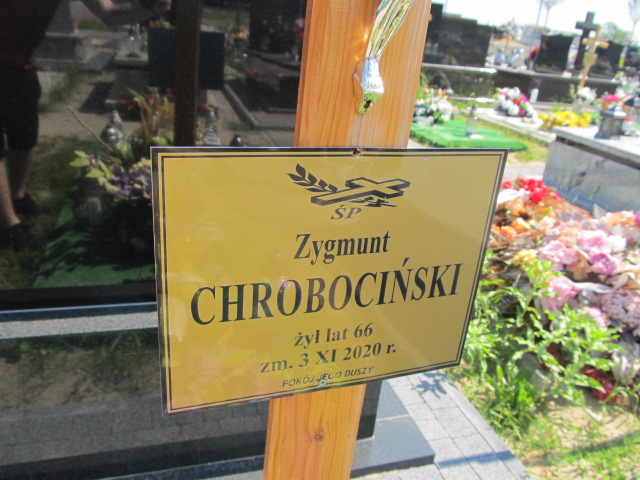 ŚP
Zygmunt
CHROBOCIŃSKI
żył lat 66
zm. 3 XI 2020 r.
POKÓJ JEGO DUSZY